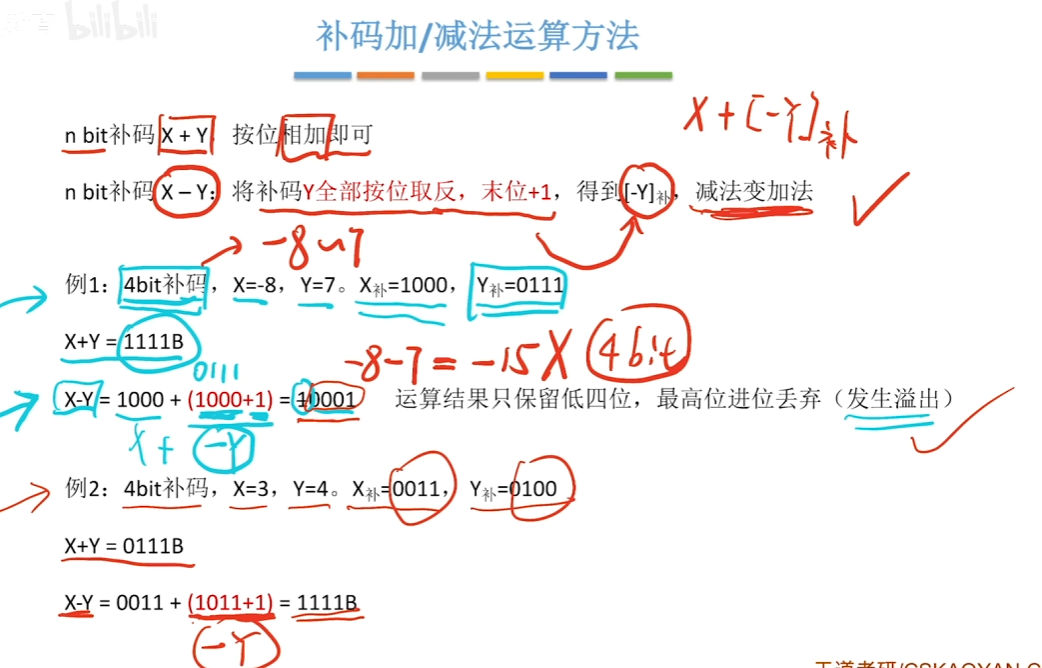 bilibili
补码加/减法运算方法
X+[-Y]补
n bit补码 X + Y:按位相加即可
n bit补码 X – Y:将补码Y全部按位取反,末位+1,得到[-Y]补,减法变加法
-8~7
例1:4bit补码,X=-8,Y=7。X补=1000,Y补=0111
X+Y = 1111B
-8-7=-15 X 4bit
0111
X-Y = 1000 + (1000+1) = 10001 运算结果只保留低四位,最高位进位丢弃(发生溢出)
X + -Y
例2:4bit补码,X=3,Y=4。X补=0011,Y补=0100
X+Y = 0111B
X-Y = 0011 + (1011+1) = 1111B
-Y